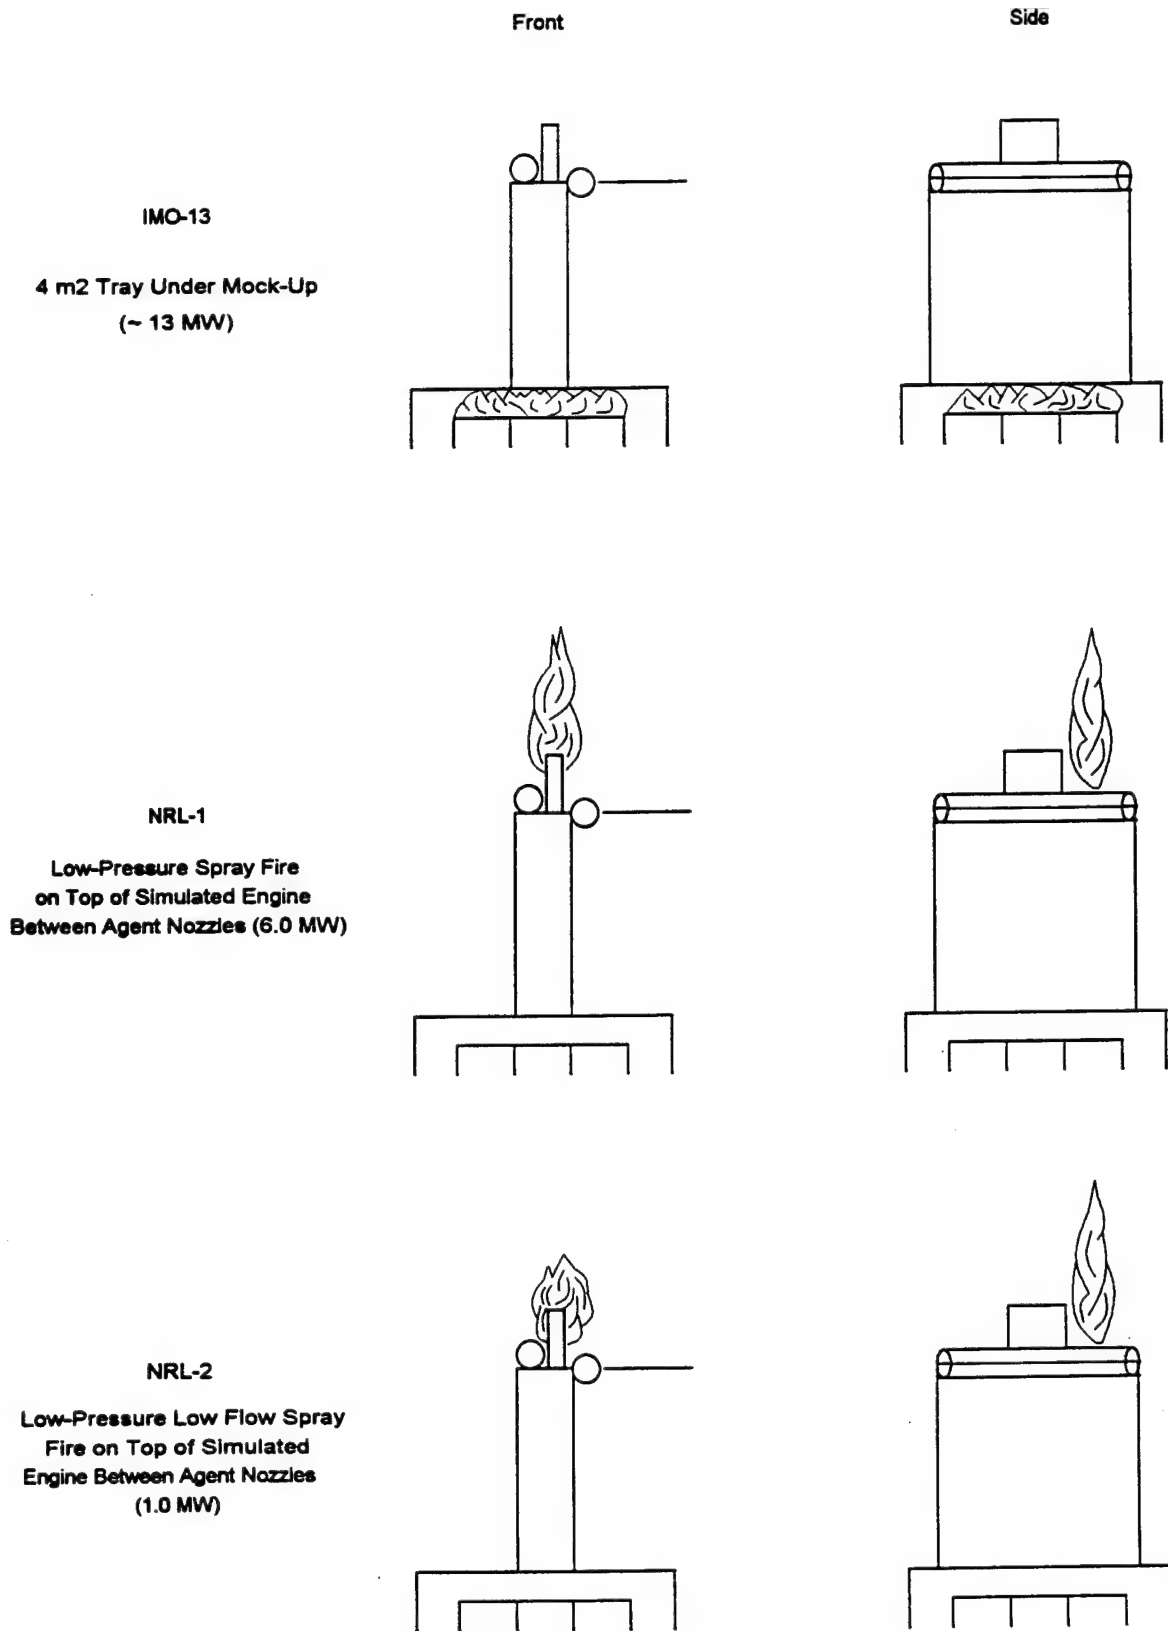 Front
Side
IMO-13
4 m2 Tray Under Mock-Up
(~ 13 MW)
NRL-1
Low-Pressure Spray Fire
on Top of Simulated Engine
Between Agent Nozzles (6.0 MW)
NRL-2
Low-Pressure Low Flow Spray
Fire on Top of Simulated
Engine Between Agent Nozzles
(1.0 MW)